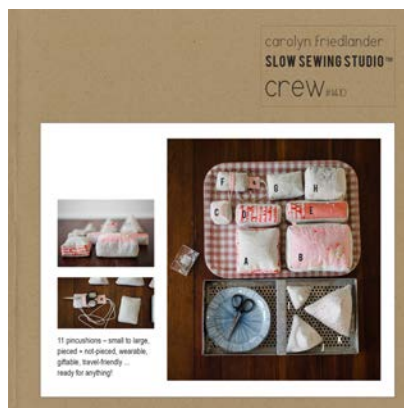 carolyn friedlander
SLOW SEWING STUDIO™
crew
F
G
H
C
D
E
A
B
I
J
K
11 pincushions – small to large,
pieced + not-pieced, wearable,
giftable, travel-friendly ...
ready for anything!